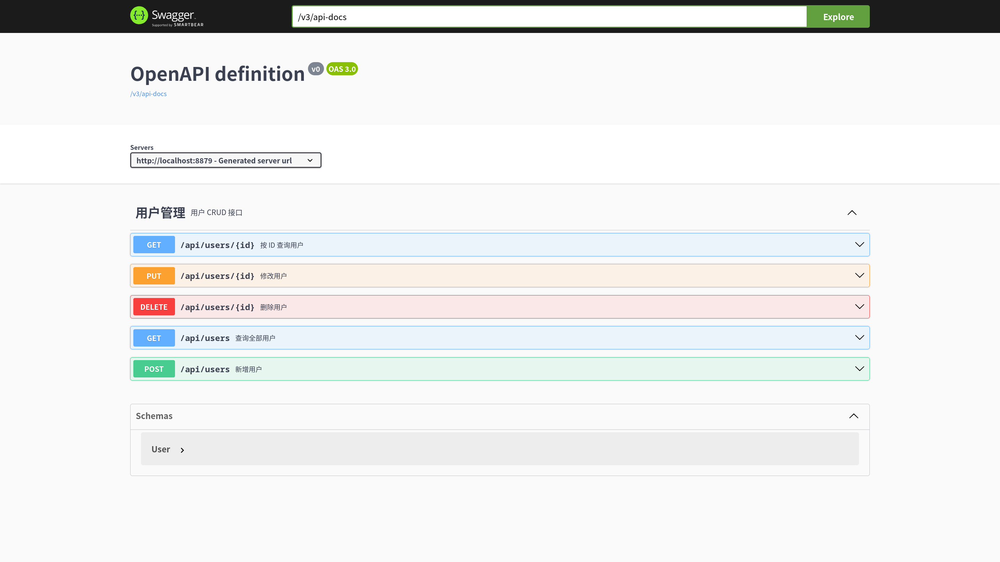 {···} Swagger
Supported by SMARTBEAR
/v3/api-docs
Explore
OpenAPI definition v0 OAS 3.0
/v3/api-docs
Servers
http://localhost:8879 - Generated server url
用户管理 用户 CRUD 接口
GET /api/users/{id} 按 ID 查询用户
PUT /api/users/{id} 修改用户
DELETE /api/users/{id} 删除用户
GET /api/users 查询全部用户
POST /api/users 新增用户
Schemas
User